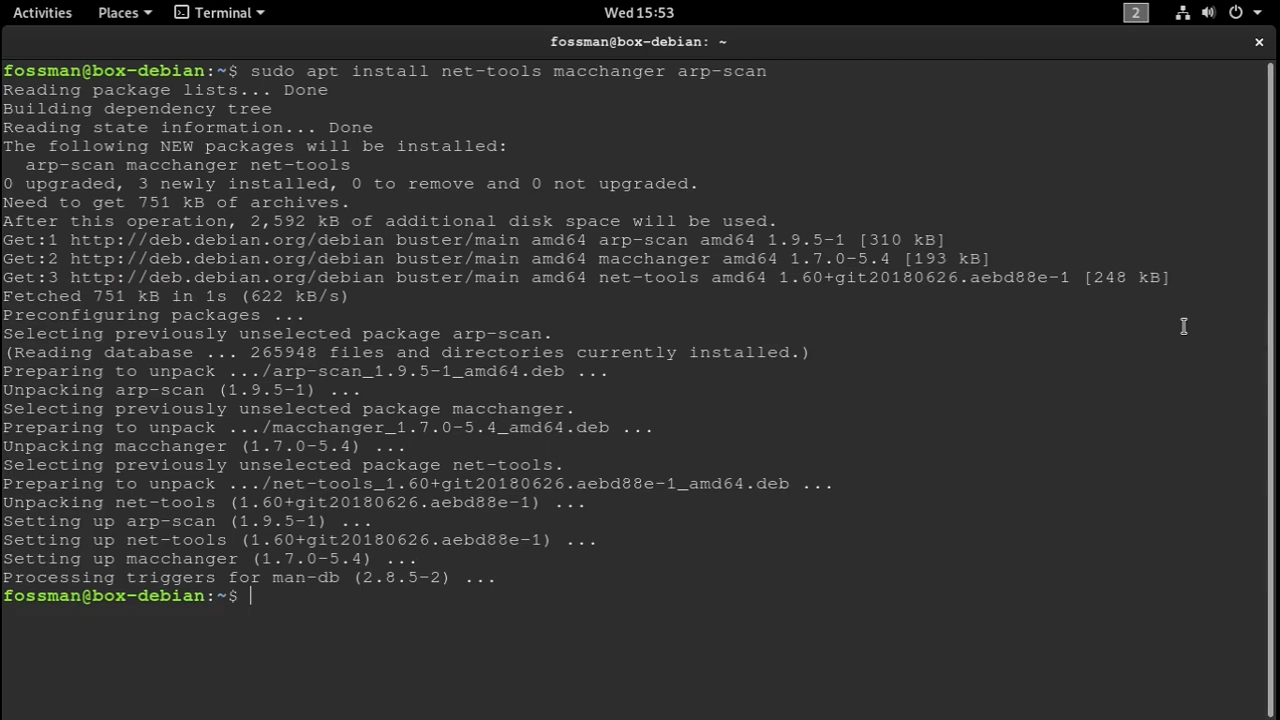 Activities Places Terminal Wed 15:53 2
fossman@box-debian: ~
fossman@box-debian:~$ sudo apt install net-tools macchanger arp-scan
Reading package lists... Done
Building dependency tree
Reading state information... Done
The following NEW packages will be installed:
  arp-scan macchanger net-tools
0 upgraded, 3 newly installed, 0 to remove and 0 not upgraded.
Need to get 751 kB of archives.
After this operation, 2,592 kB of additional disk space will be used.
Get:1 http://deb.debian.org/debian buster/main amd64 arp-scan amd64 1.9.5-1 [310 kB]
Get:2 http://deb.debian.org/debian buster/main amd64 macchanger amd64 1.7.0-5.4 [193 kB]
Get:3 http://deb.debian.org/debian buster/main amd64 net-tools amd64 1.60+git20180626.aebd88e-1 [248 kB]
Fetched 751 kB in 1s (622 kB/s)
Preconfiguring packages ...
Selecting previously unselected package arp-scan.
(Reading database ... 265948 files and directories currently installed.)
Preparing to unpack .../arp-scan_1.9.5-1_amd64.deb ...
Unpacking arp-scan (1.9.5-1) ...
Selecting previously unselected package macchanger.
Preparing to unpack .../macchanger_1.7.0-5.4_amd64.deb ...
Unpacking macchanger (1.7.0-5.4) ...
Selecting previously unselected package net-tools.
Preparing to unpack .../net-tools_1.60+git20180626.aebd88e-1_amd64.deb ...
Unpacking net-tools (1.60+git20180626.aebd88e-1) ...
Setting up arp-scan (1.9.5-1) ...
Setting up net-tools (1.60+git20180626.aebd88e-1) ...
Setting up macchanger (1.7.0-5.4) ...
Processing triggers for man-db (2.8.5-2) ...
fossman@box-debian:~$